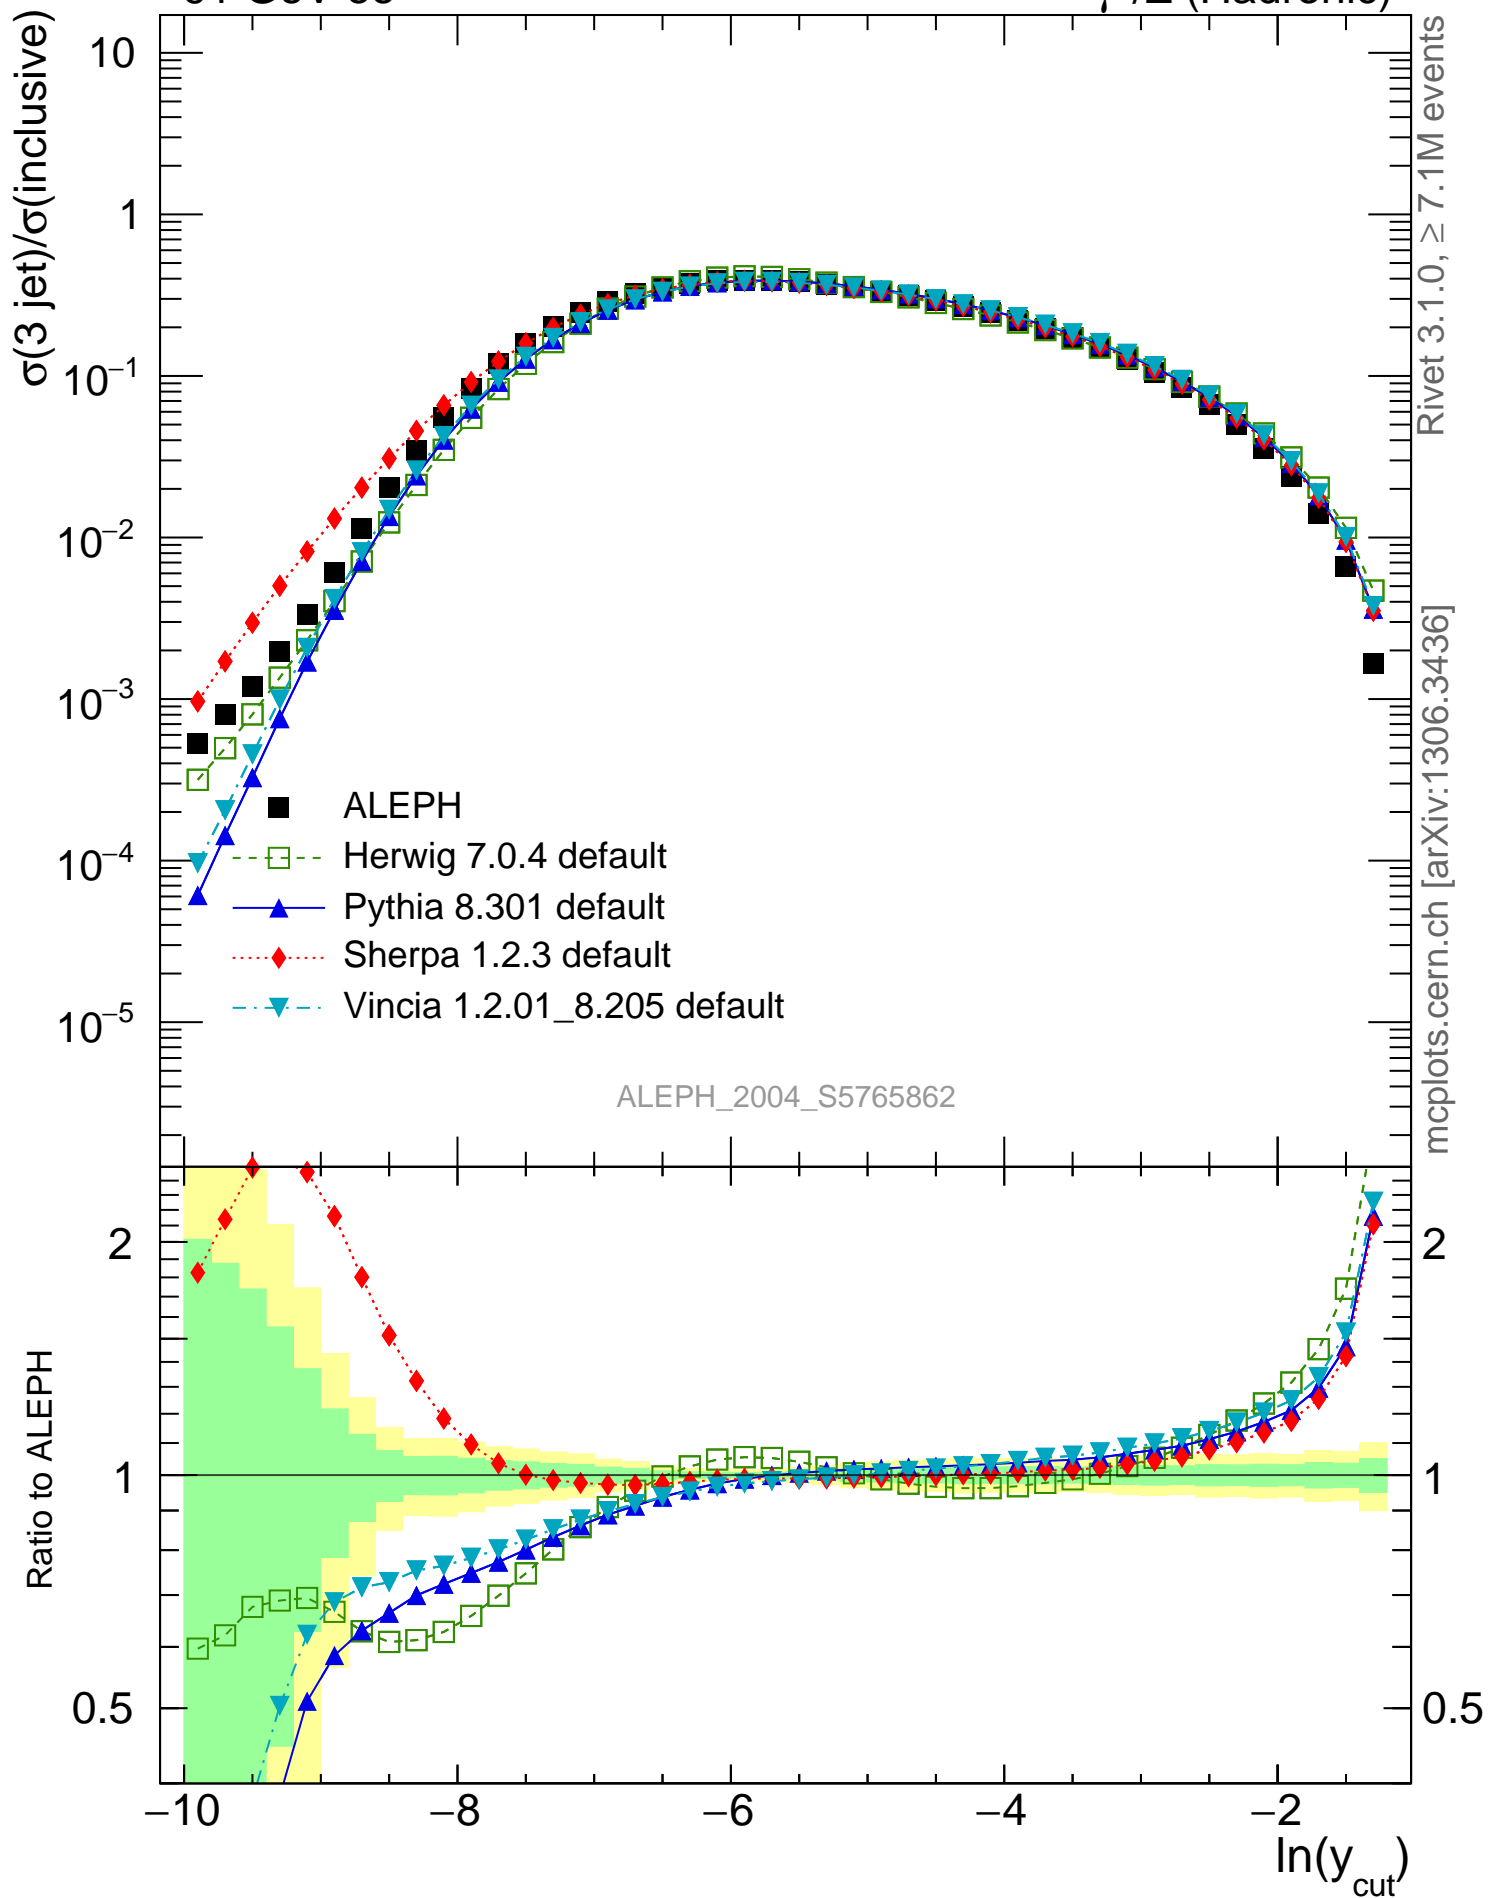 σ(3 jet)/σ(inclusive)
10
1
10⁻¹
10⁻²
10⁻³
10⁻⁴
10⁻⁵
ALEPH
Herwig 7.0.4 default
Pythia 8.301 default
Sherpa 1.2.3 default
Vincia 1.2.01_8.205 default
ALEPH_2004_S5765862
Rivet 3.1.0, ≥ 7.1M events
mcplots.cern.ch [arXiv:1306.3436]
Ratio to ALEPH
2
1
0.5
2
1
0.5
−10 −8 −6 −4 −2
ln(y_cut)